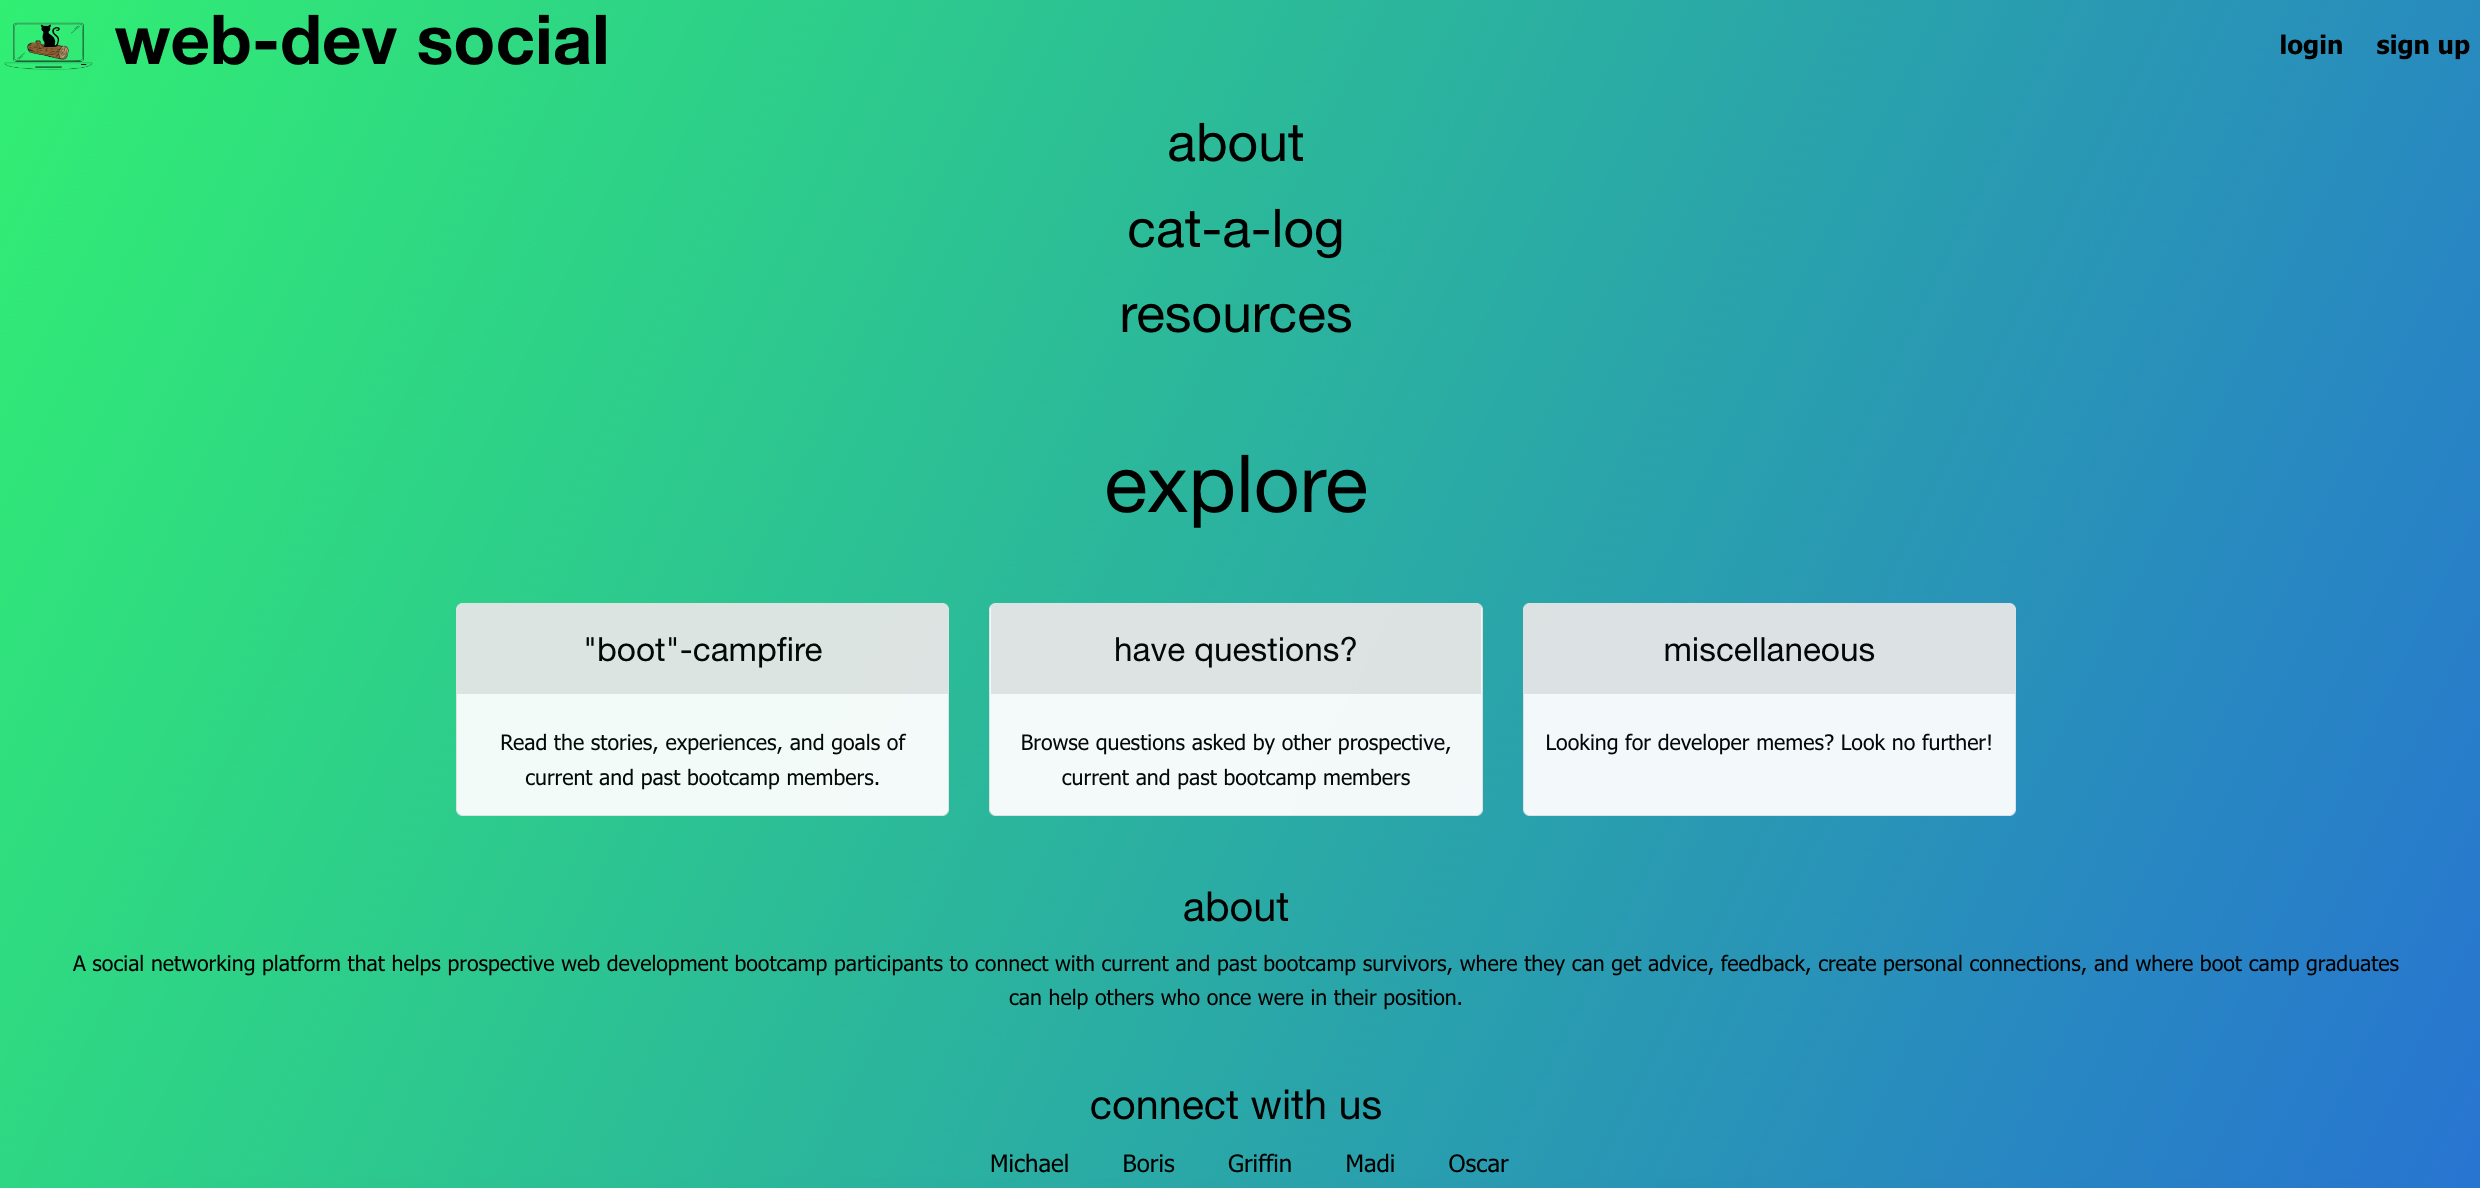 web-dev social
login sign up
about
cat-a-log
resources
explore
"boot"-campfire
Read the stories, experiences, and goals of
current and past bootcamp members.
have questions?
Browse questions asked by other prospective,
current and past bootcamp members
miscellaneous
Looking for developer memes? Look no further!
about
A social networking platform that helps prospective web development bootcamp participants to connect with current and past bootcamp survivors, where they can get advice, feedback, create personal connections, and where boot camp graduates
can help others who once were in their position.
connect with us
Michael Boris Griffin Madi Oscar